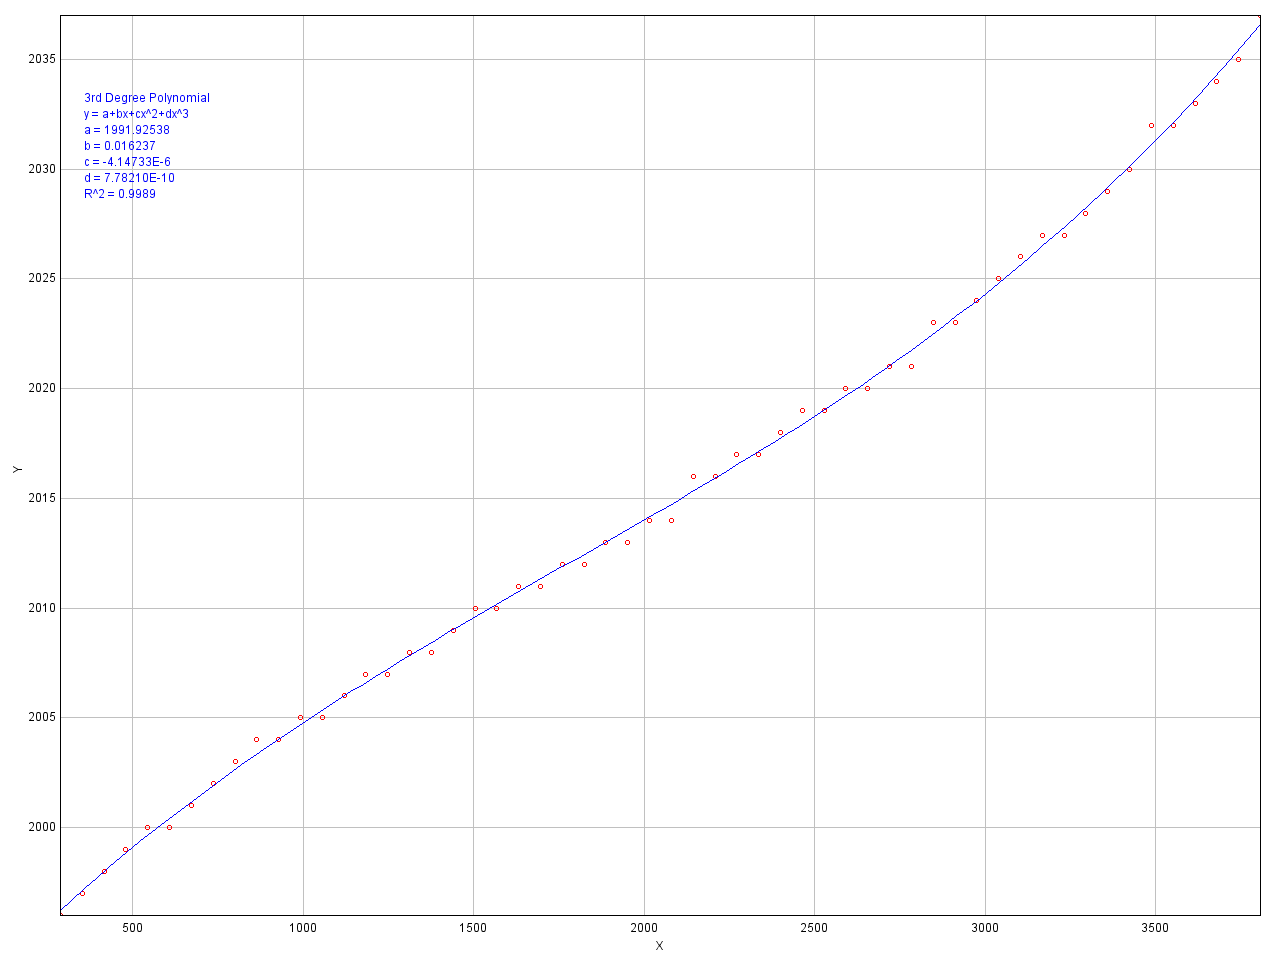 2035
3rd Degree Polynomial
y = a+bx+cx^2+dx^3
a = 1991.92538
b = 0.016237
c = -4.14733E-6
d = 7.78210E-10
R^2 = 0.9989
2030
2025
2020
Y
2015
2010
2005
2000
500 1000 1500 2000 2500 3000 3500
X